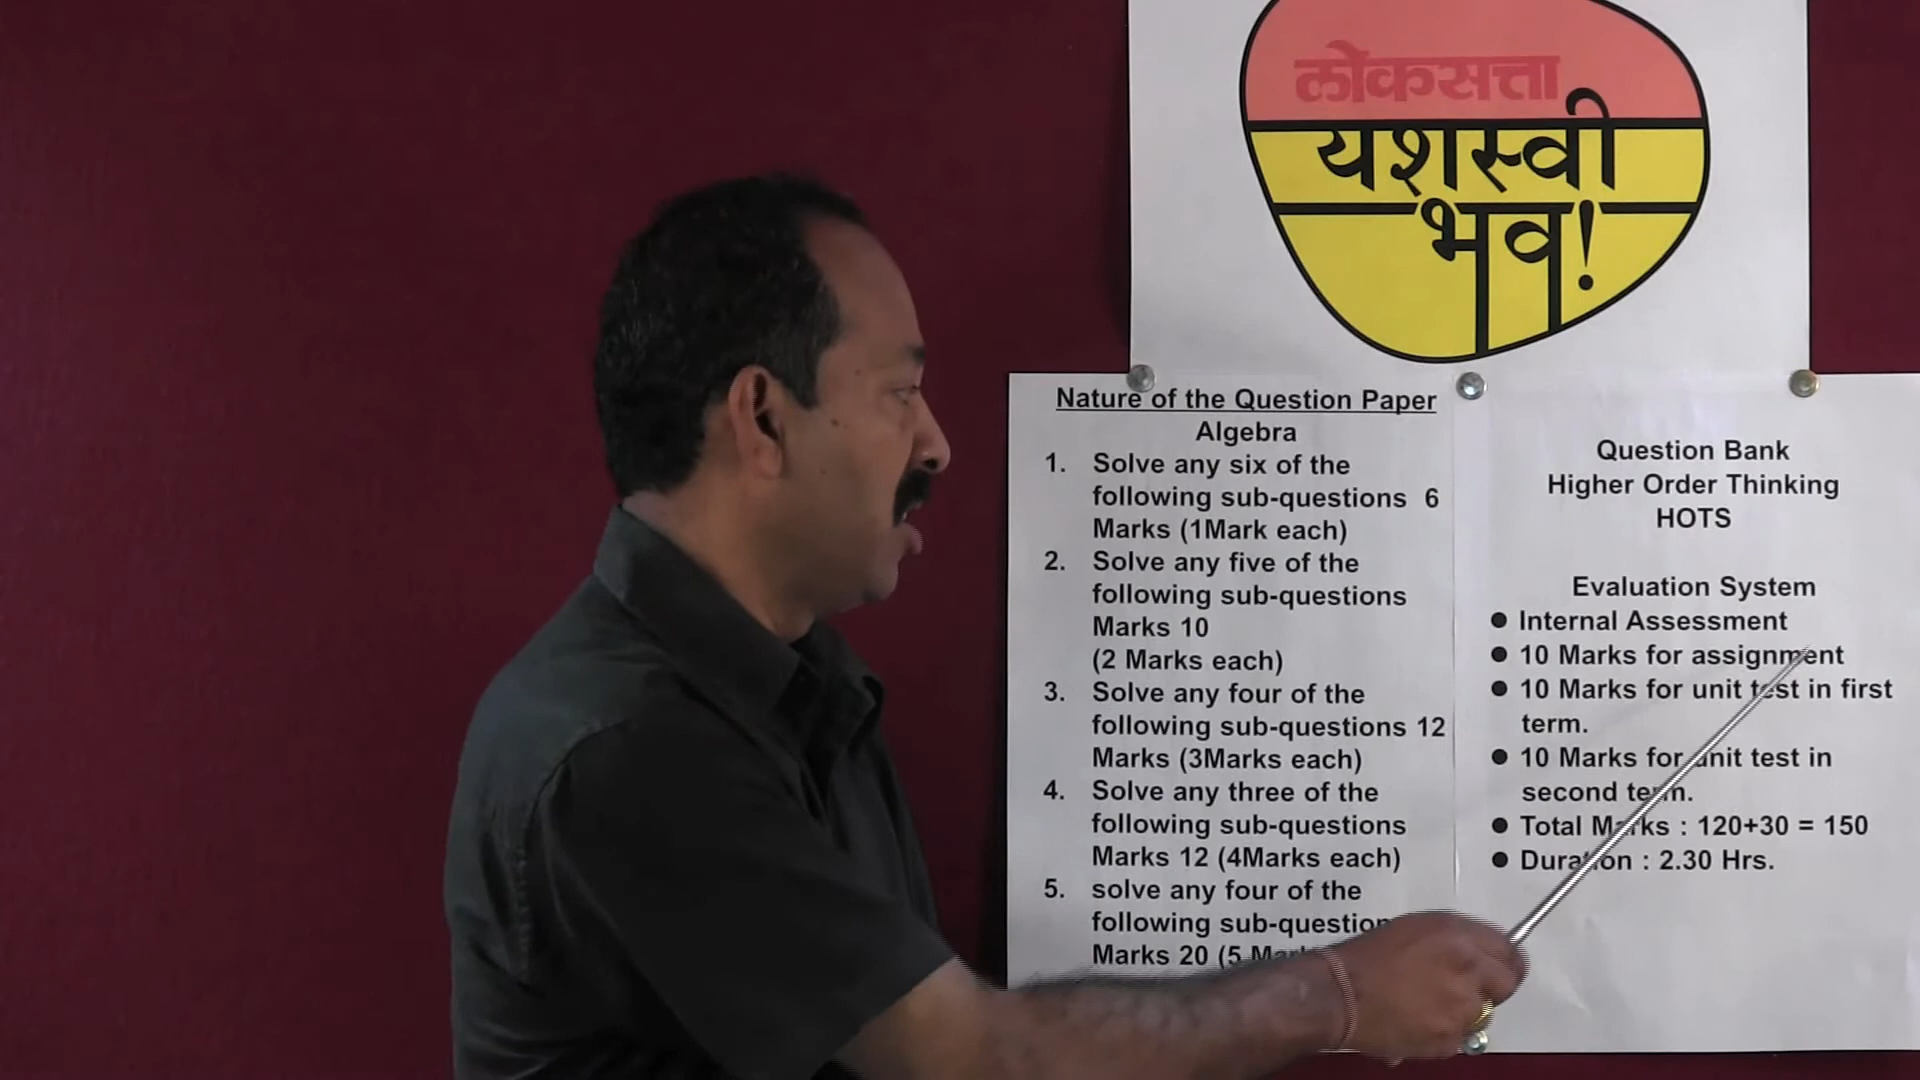 लोकसत्ता
यशस्वी
भव!
Nature of the Question Paper
Algebra
1. Solve any six of the
following sub-questions 6
Marks (1Mark each)
2. Solve any five of the
following sub-questions
Marks 10
(2 Marks each)
3. Solve any four of the
following sub-questions 12
Marks (3Marks each)
4. Solve any three of the
following sub-questions
Marks 12 (4Marks each)
5. solve any four of the
following
Marks 20 (5
Question Bank
Higher Order Thinking
HOTS
Evaluation System
● Internal Assessment
● 10 Marks for assignment
● 10 Marks for unit test in first
term.
● 10 Marks for unit test in
second term.
● Total Marks : 120+30 = 150
● Duration : 2.30 Hrs.